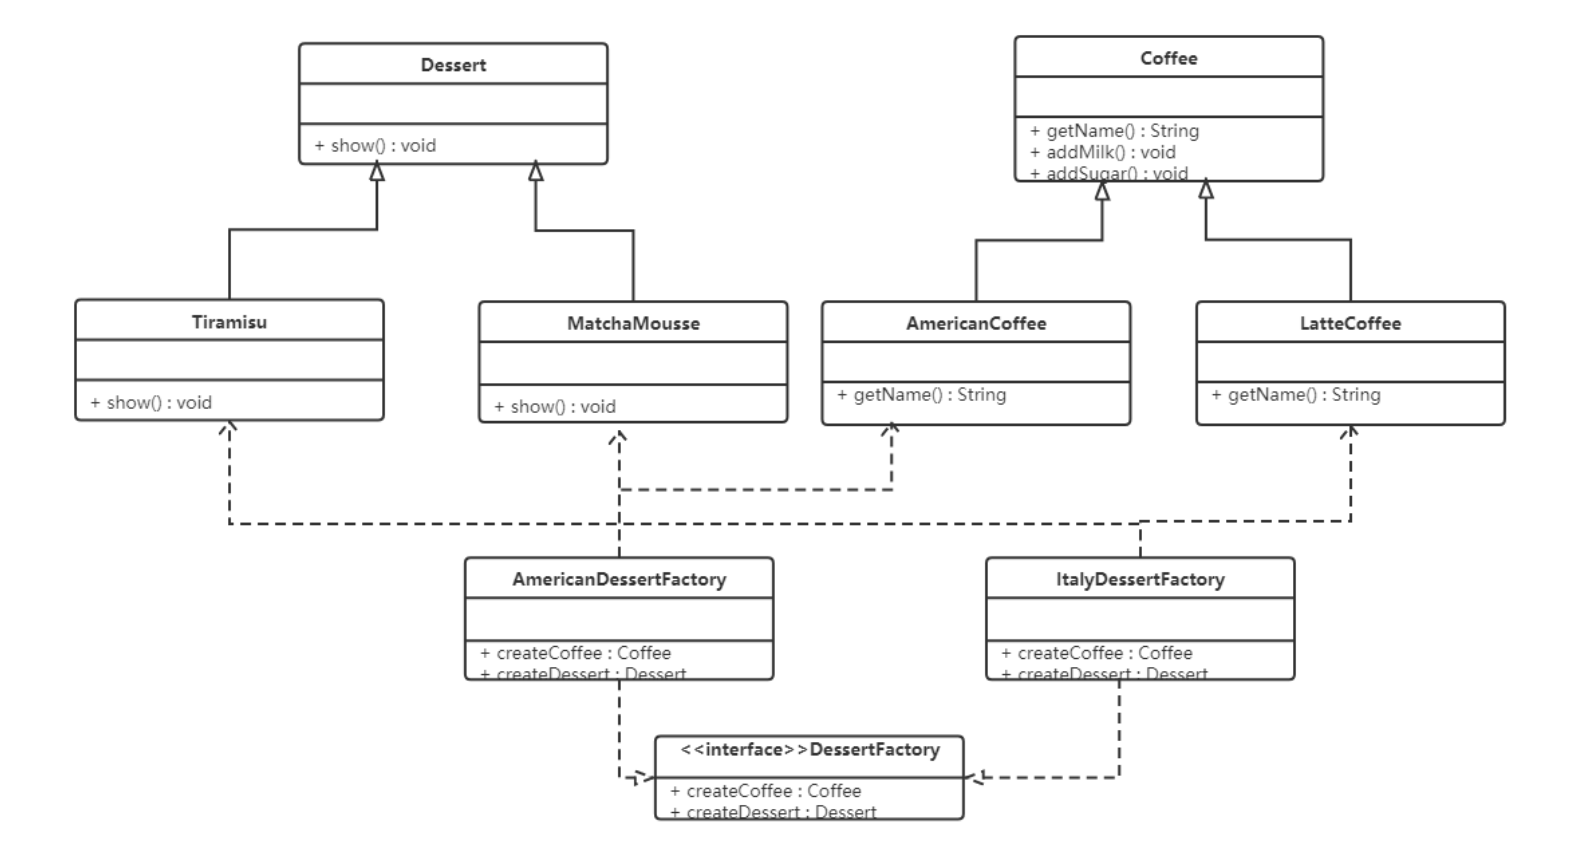 Dessert
+ show() : void
Coffee
+ getName() : String
+ addMilk() : void
+ addSugar() : void
Tiramisu
+ show() : void
MatchaMousse
+ show() : void
AmericanCoffee
+ getName() : String
LatteCoffee
+ getName() : String
AmericanDessertFactory
+ createCoffee : Coffee
+ createDessert : Dessert
ItalyDessertFactory
+ createCoffee : Coffee
+ createDessert : Dessert
<<interface>>DessertFactory
+ createCoffee : Coffee
+ createDessert : Dessert